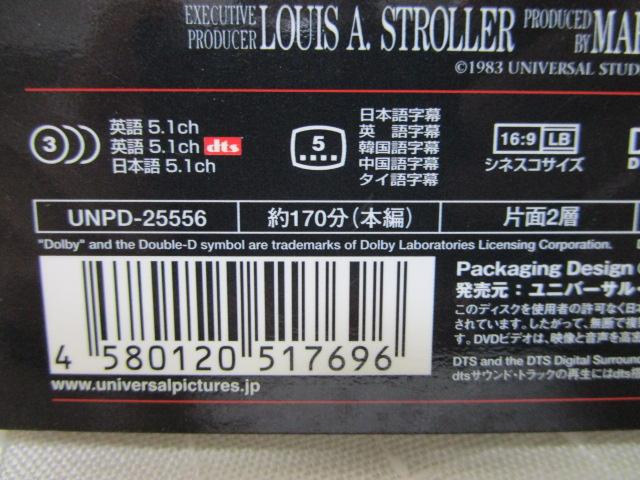 EXECUTIVE PRODUCER LOUIS A. STROLLER PRODUCED BY
©1983 UNIVERSAL
3
英語 5.1ch
英語 5.1ch dts
日本語 5.1ch
5
日本語字幕
英　語字幕
韓国語字幕
中国語字幕
タイ語字幕
16:9 LB
シネスコサイズ
UNPD-25556
約170分(本編)
片面2層
"Dolby" and the Double-D symbol are trademarks of Dolby Laboratories Licensing Corporation.
4 580120 517696
www.universalpictures.jp
Packaging Design
発売元:ユニバーサル・
このディスクを使用者の許可なく日
されています。したがって、無断で
DVDビデオは、映像と音声を高
DTS and the DTS Digital
dtsサウンド・トラックの再生にはdts